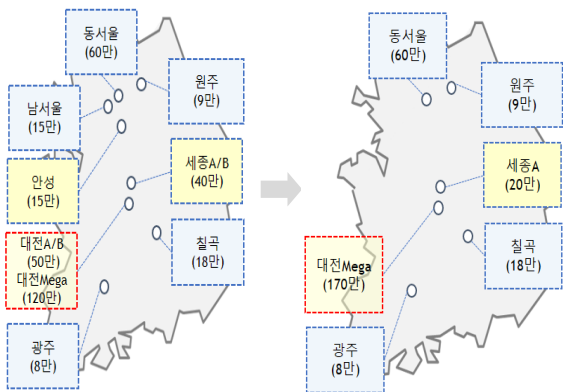 동서울
(60만)
원주
(9만)
남서울
(15만)
안성
(15만)
세종A/B
(40만)
대전A/B
(50만)
대전Mega
(120만)
칠곡
(18만)
광주
(8만)
동서울
(60만)
원주
(9만)
세종A
(20만)
대전Mega
(170만)
칠곡
(18만)
광주
(8만)